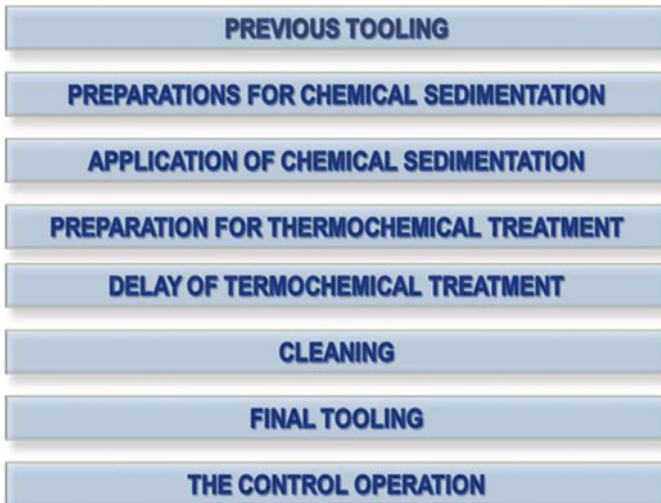 PREVIOUS TOOLING
PREPARATIONS FOR CHEMICAL SEDIMENTATION
APPLICATION OF CHEMICAL SEDIMENTATION
PREPARATION FOR THERMOCHEMICAL TREATMENT
DELAY OF TERMOCHEMICAL TREATMENT
CLEANING
FINAL TOOLING
THE CONTROL OPERATION